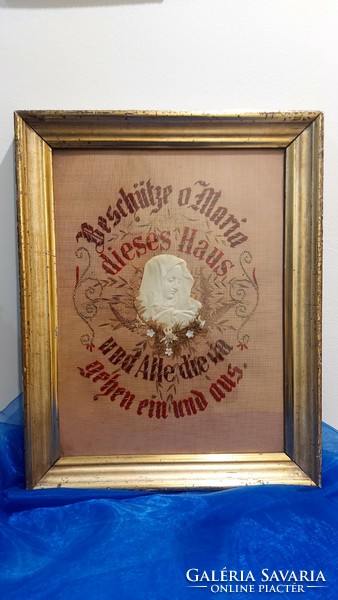 Beschütze o Maria
dieses Haus
und Alle die da
gehen ein und aus.
GALÉRIA SAVARIA
ONLINE PIACTÉR